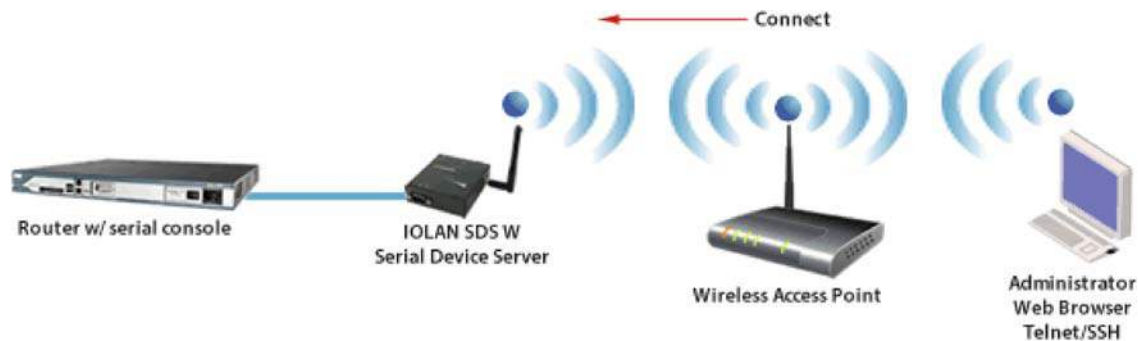 Connect
Router w/ serial console
IOLAN SDS W
Serial Device Server
Wireless Access Point
Administrator
Web Browser
Telnet/SSH